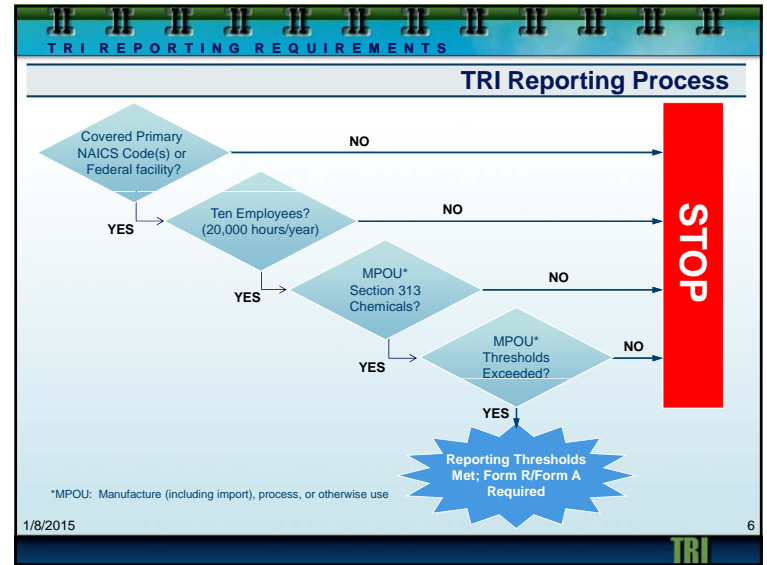 TRI REPORTING REQUIREMENTS
TRI Reporting Process
Covered Primary
NAICS Code(s) or
Federal facility?
NO
YES
Ten Employees?
(20,000 hours/year)
NO
YES
MPOU*
Section 313
Chemicals?
NO
YES
MPOU*
Thresholds
Exceeded?
NO
YES
STOP
Reporting Thresholds
Met; Form R/Form A
Required
*MPOU: Manufacture (including import), process, or otherwise use
1/8/2015
6
TRI